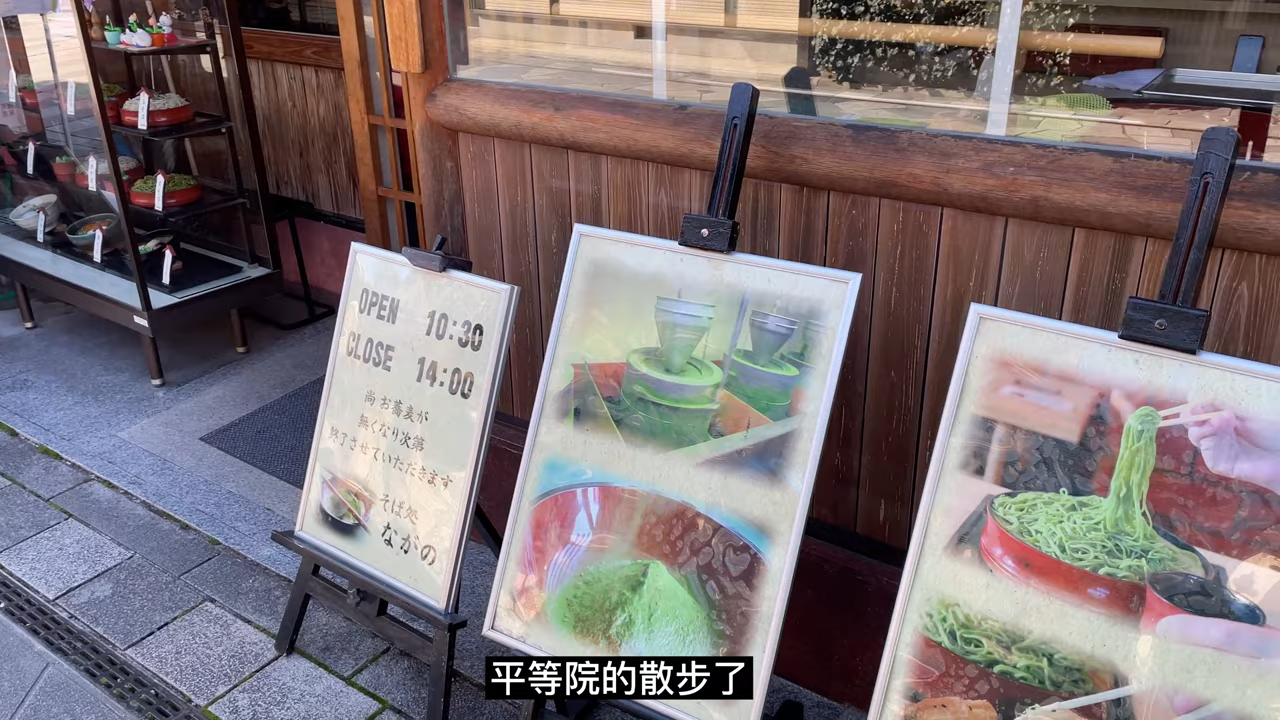 OPEN 10:30
CLOSE 14:00
尚 お蕎麦が
無くなり次第
終了させていただきます
そば処
ながの
平等院的散步了